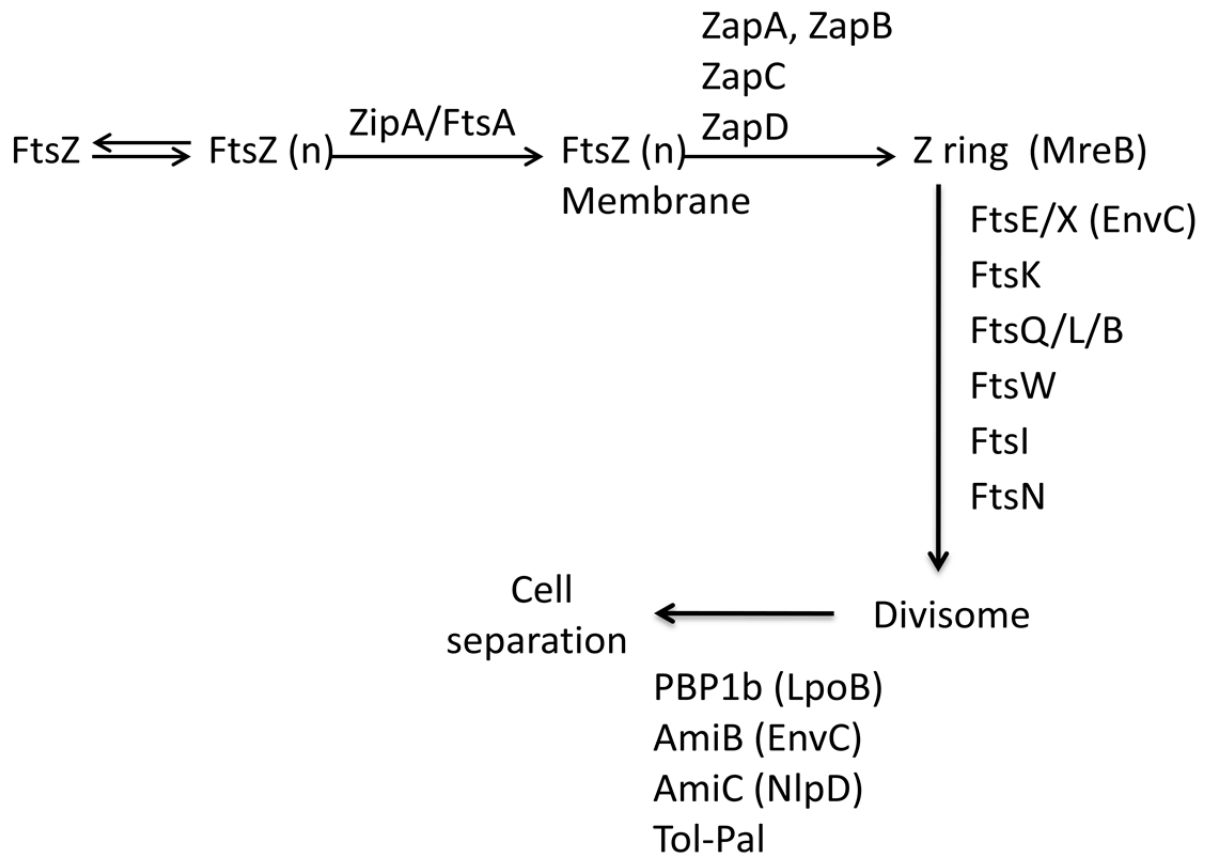 ZapA, ZapB
ZapC
ZapD
ZipA/FtsA
FtsZ
FtsZ (n)
FtsZ (n)
Membrane
Z ring (MreB)
FtsE/X (EnvC)
FtsK
FtsQ/L/B
FtsW
FtsI
FtsN
Divisome
Cell
separation
PBP1b (LpoB)
AmiB (EnvC)
AmiC (NlpD)
Tol-Pal